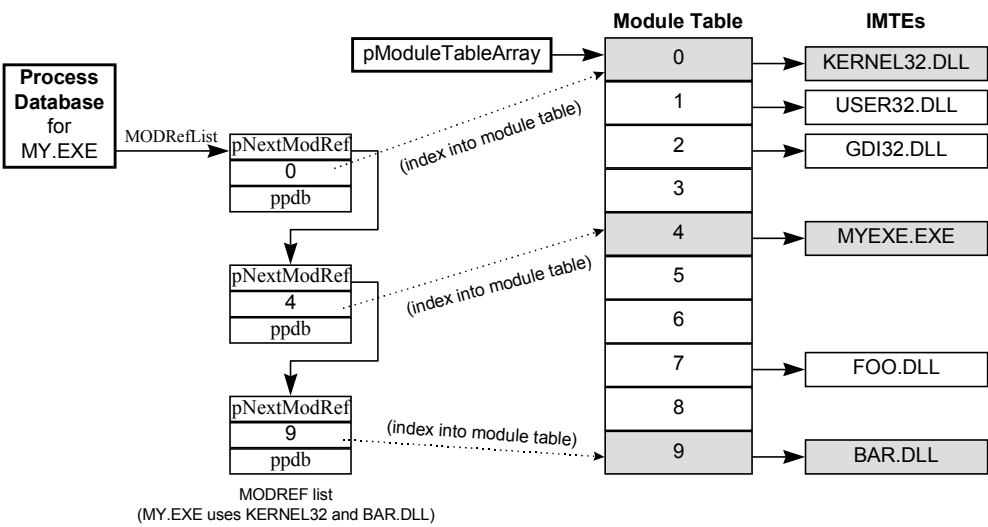 Module Table
IMTEs
pModuleTableArray
Process
Database
for
MY.EXE
MODRefList
pNextModRef
0
ppdb
(index into module table)
pNextModRef
4
ppdb
(index into module table)
pNextModRef
9
ppdb
(index into module table)
MODREF list
(MY.EXE uses KERNEL32 and BAR.DLL)
0
1
2
3
4
5
6
7
8
9
KERNEL32.DLL
USER32.DLL
GDI32.DLL
MYEXE.EXE
FOO.DLL
BAR.DLL